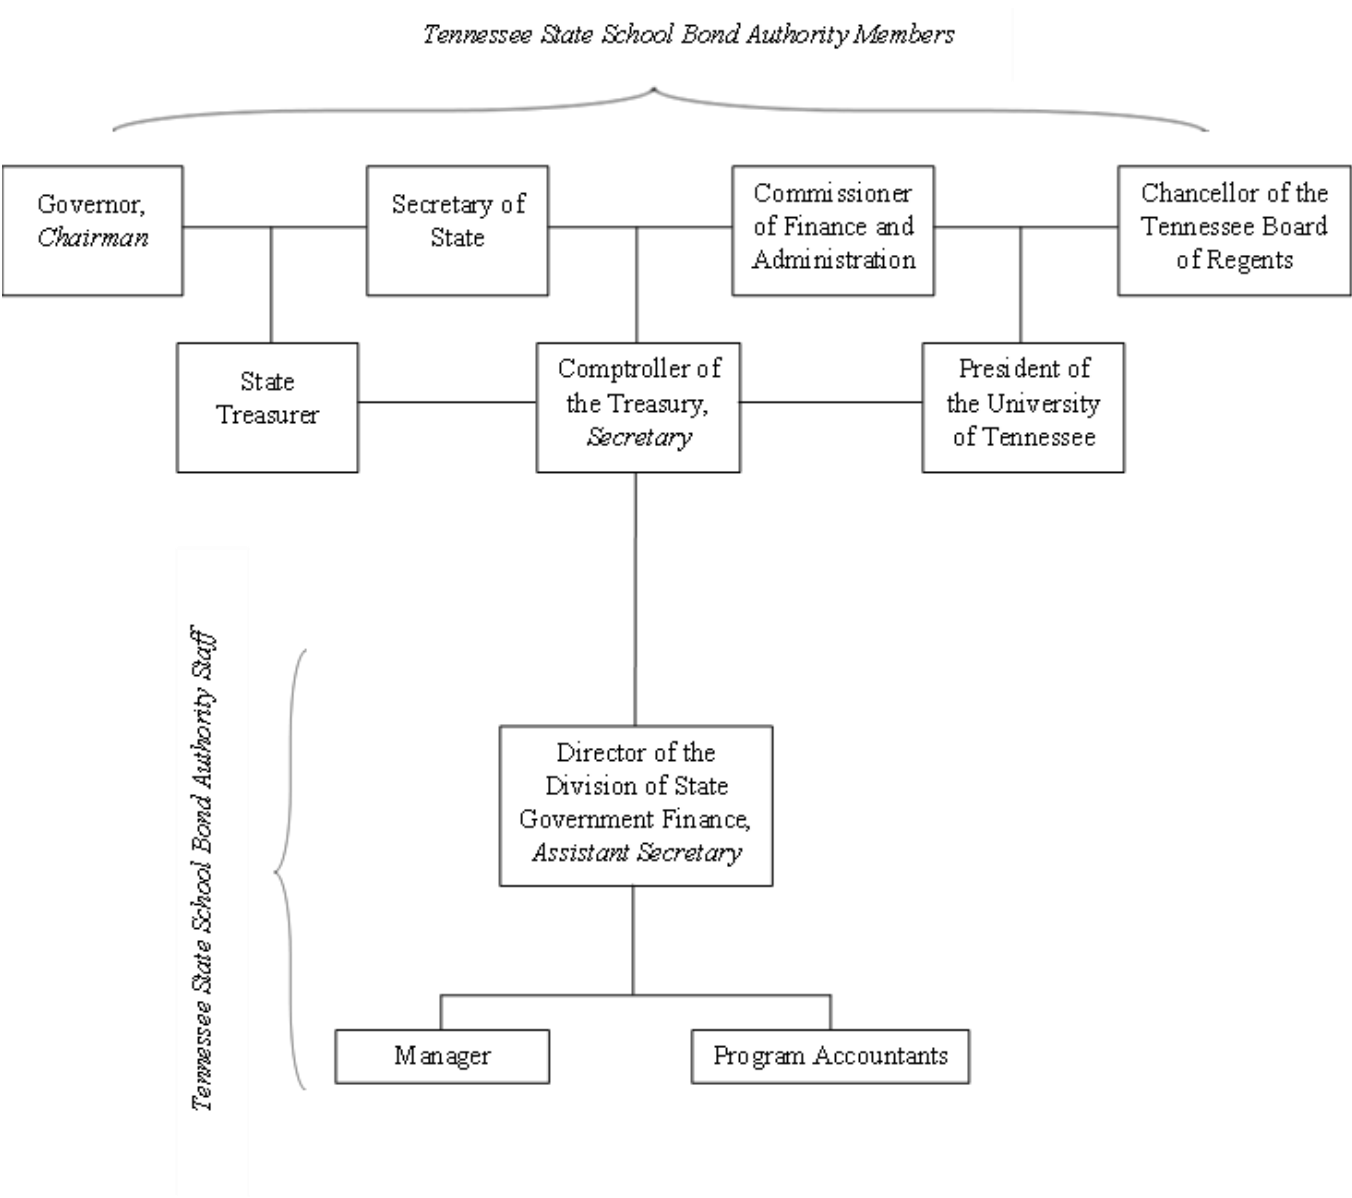 Tennessee State School Bond Authority Members
Governor,
Chairman
Secretary of
State
Commissioner
of Finance and
Administration
Chancellor of the
Tennessee Board
of Regents
State
Treasurer
Comptroller of
the Treasury,
Secretary
President of
the University
of Tennessee
Tennessee State School Bond Authority Staff
Director of the
Division of State
Government Finance,
Assistant Secretary
Manager
Program Accountants